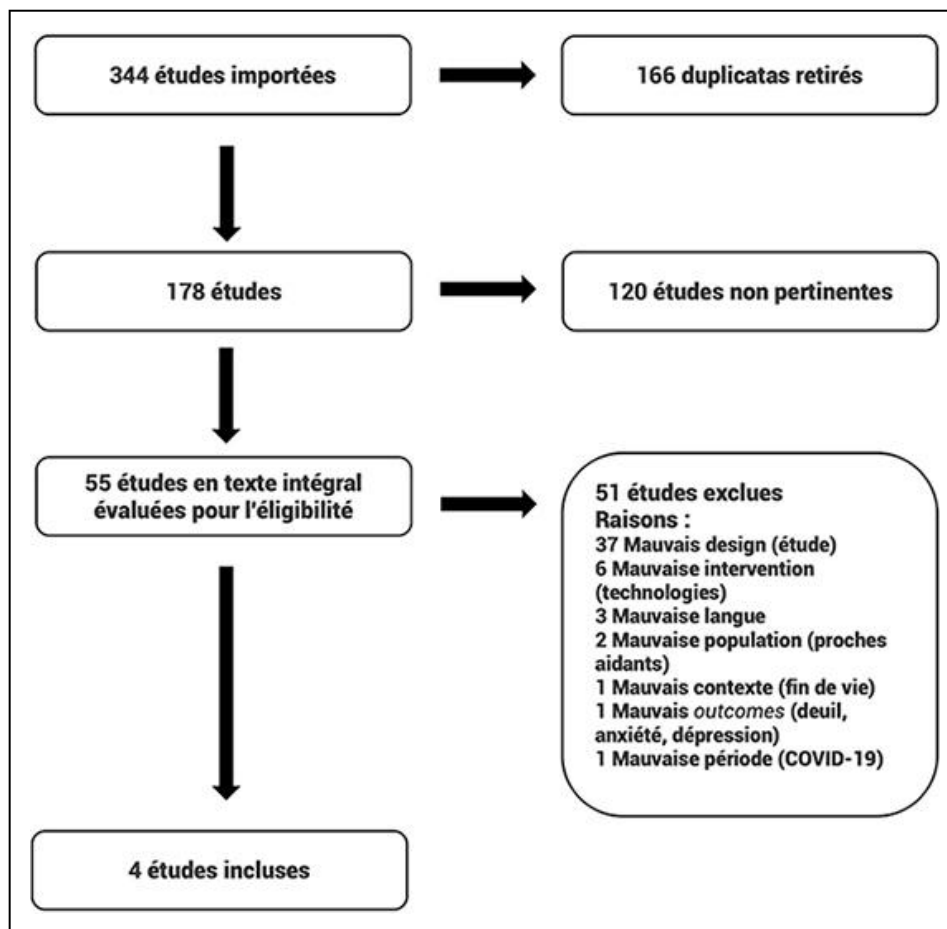 344 études importées
166 duplicatas retirés
178 études
120 études non pertinentes
55 études en texte intégral
évaluées pour l'éligibilité
51 études exclues
Raisons :
37 Mauvais design (étude)
6 Mauvaise intervention
(technologies)
3 Mauvaise langue
2 Mauvaise population (proches
aidants)
1 Mauvais contexte (fin de vie)
1 Mauvais outcomes (deuil,
anxiété, dépression)
1 Mauvaise période (COVID-19)
4 études incluses